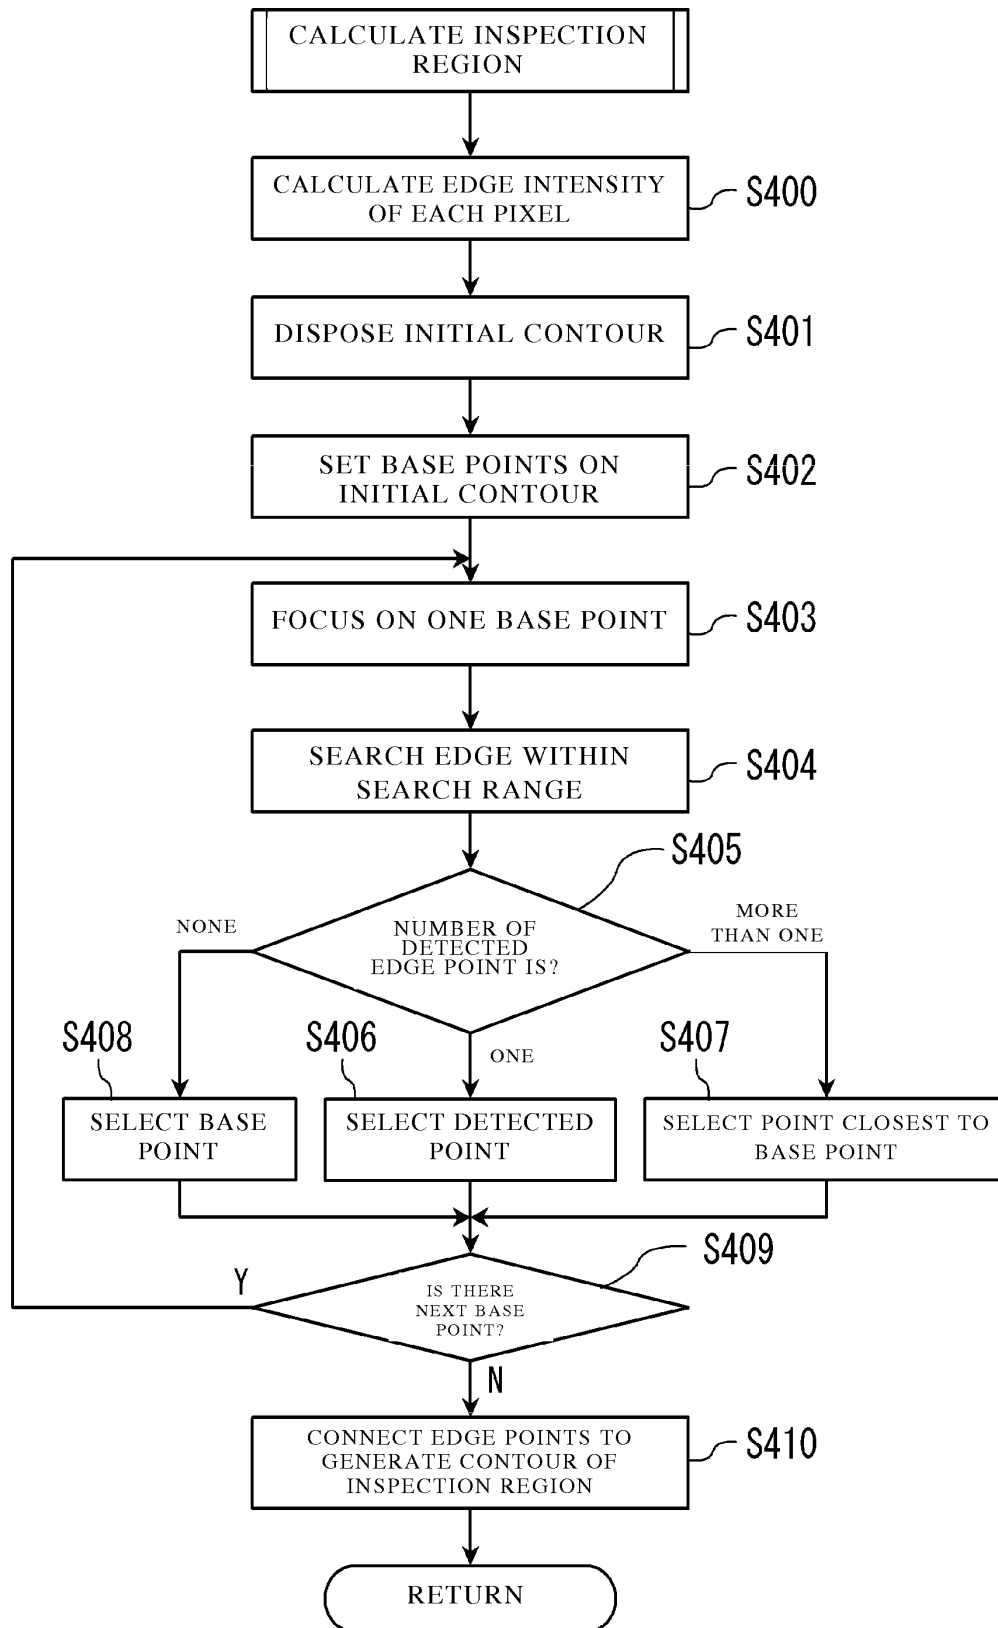 CALCULATE INSPECTION
REGION
CALCULATE EDGE INTENSITY
OF EACH PIXEL
S400
DISPOSE INITIAL CONTOUR
S401
SET BASE POINTS ON
INITIAL CONTOUR
S402
FOCUS ON ONE BASE POINT
S403
SEARCH EDGE WITHIN
SEARCH RANGE
S404
S405
NUMBER OF
DETECTED
EDGE POINT IS?
NONE
MORE
THAN ONE
ONE
S408
SELECT BASE
POINT
S406
SELECT DETECTED
POINT
S407
SELECT POINT CLOSEST TO
BASE POINT
S409
IS THERE
NEXT BASE
POINT?
Y
N
CONNECT EDGE POINTS TO
GENERATE CONTOUR OF
INSPECTION REGION
S410
RETURN